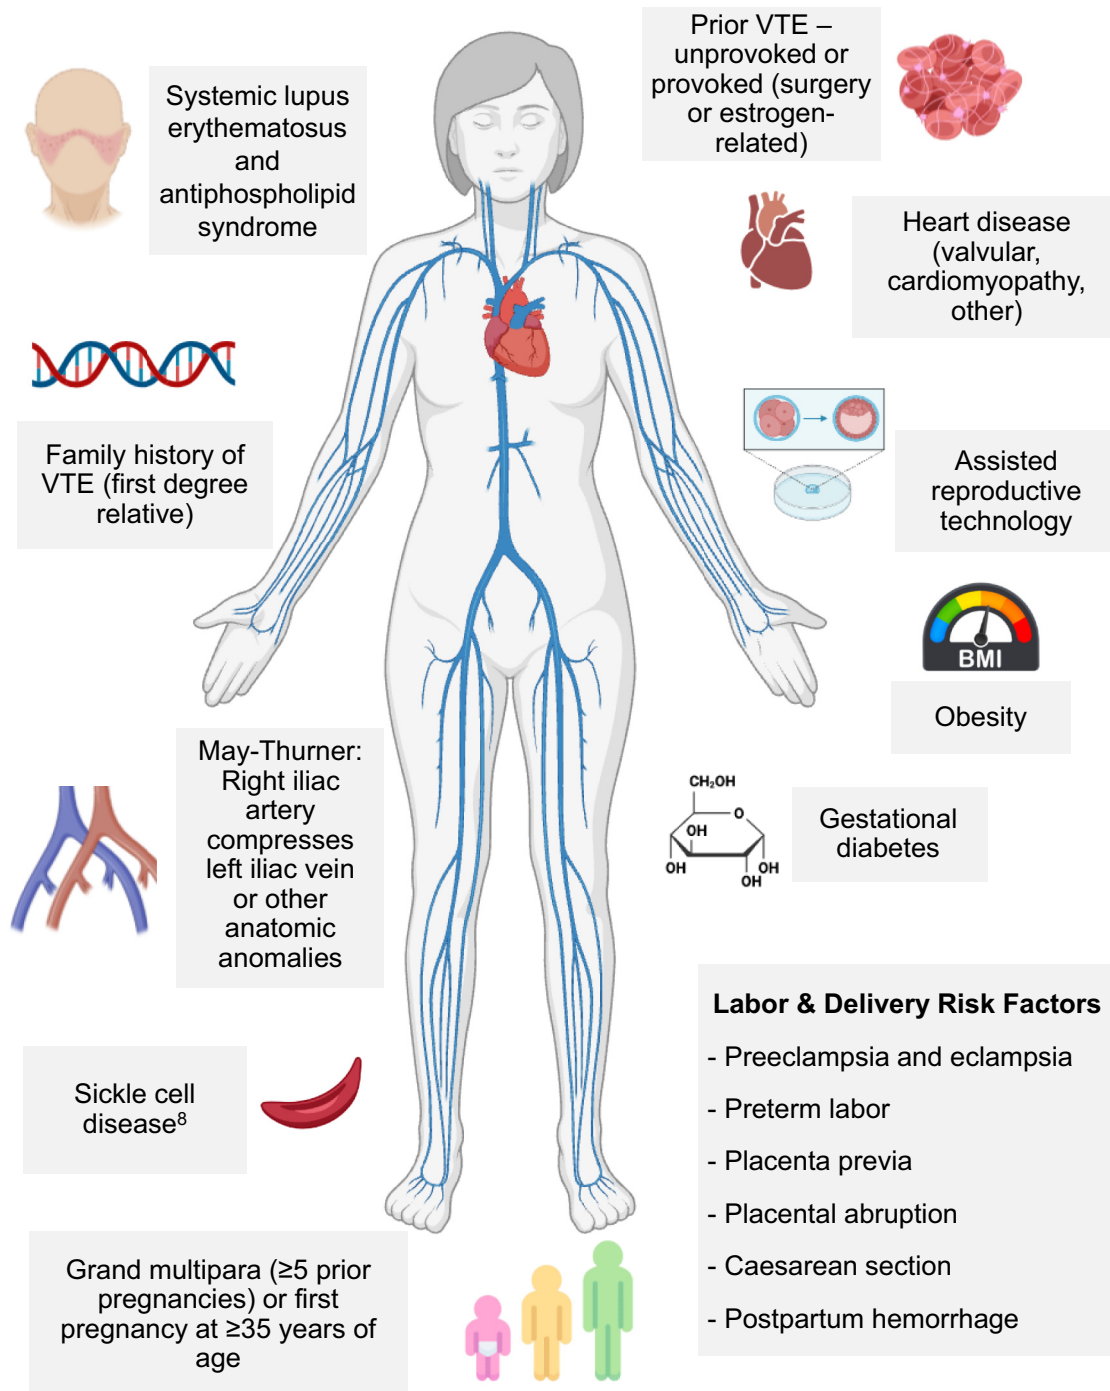 Systemic lupus
erythematosus
and
antiphospholipid
syndrome
Prior VTE –
unprovoked or
provoked (surgery
or estrogen-
related)
Heart disease
(valvular,
cardiomyopathy,
other)
Family history of
VTE (first degree
relative)
Assisted
reproductive
technology
BMI
Obesity
May-Thurner:
Right iliac
artery
compresses
left iliac vein
or other
anatomic
anomalies
CH₂OH
O
OH
OH
OH
OH
Gestational
diabetes
Sickle cell
disease⁸
Labor & Delivery Risk Factors
- Preeclampsia and eclampsia
- Preterm labor
- Placenta previa
- Placental abruption
- Caesarean section
- Postpartum hemorrhage
Grand multipara (≥5 prior
pregnancies) or first
pregnancy at ≥35 years of
age